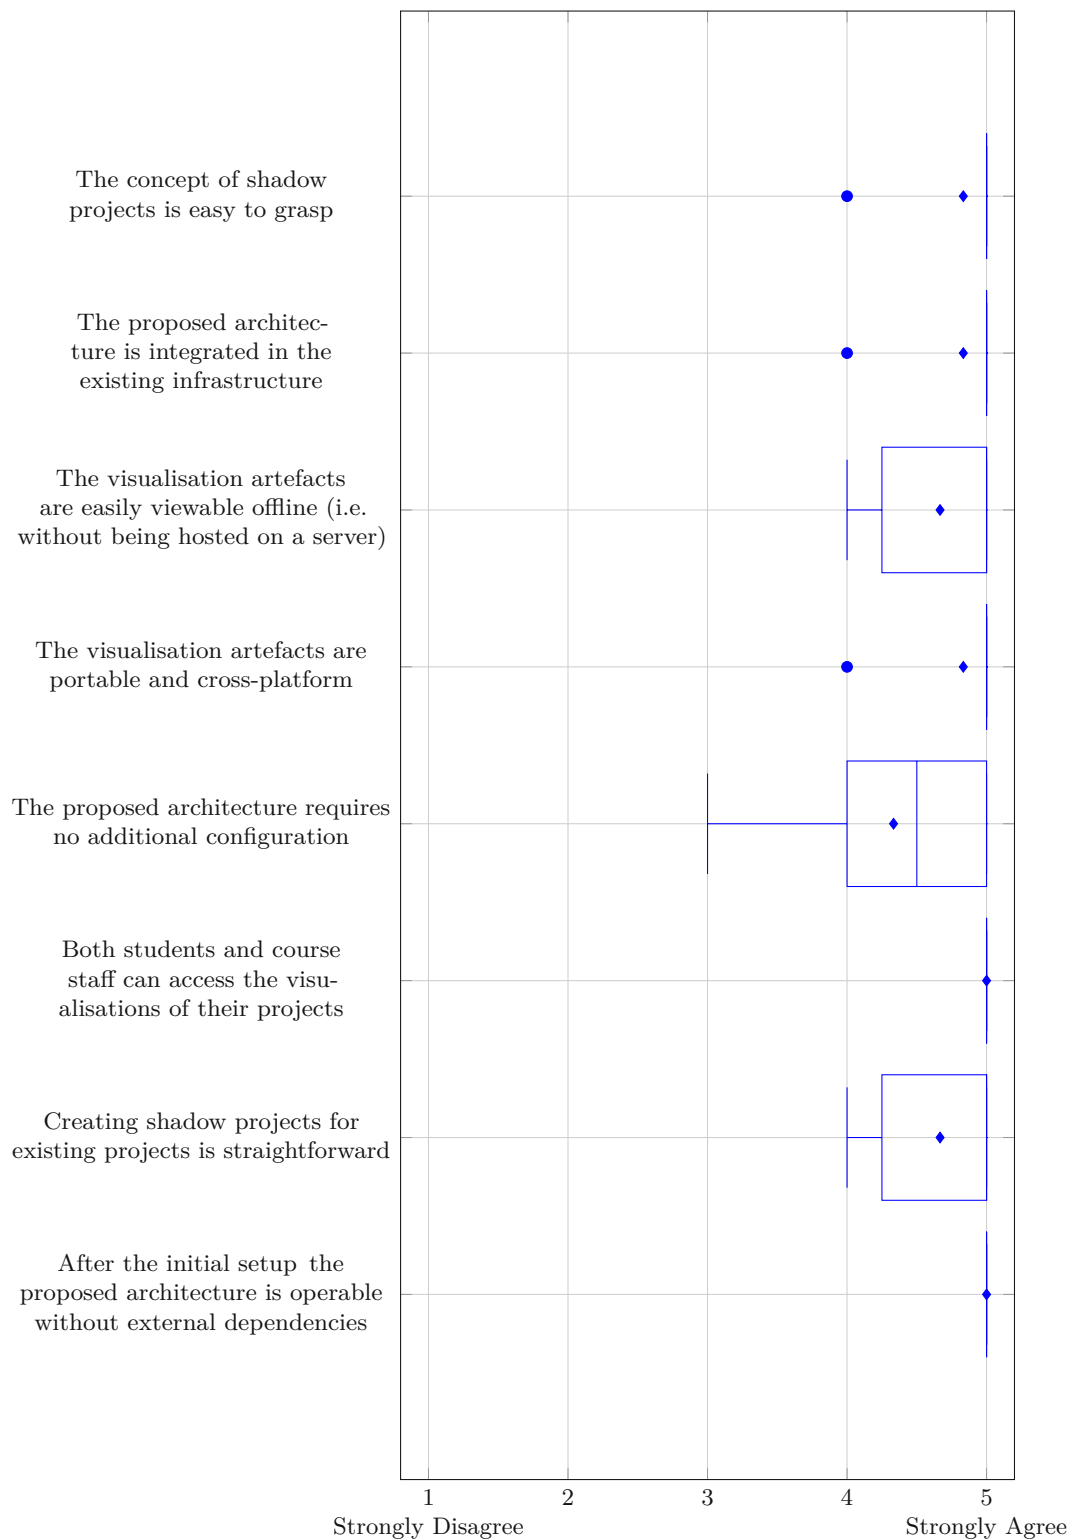 The concept of shadow
projects is easy to grasp
The proposed architec-
ture is integrated in the
existing infrastructure
The visualisation artefacts
are easily viewable offline (i.e.
without being hosted on a server)
The visualisation artefacts are
portable and cross-platform
The proposed architecture requires
no additional configuration
Both students and course
staff can access the visu-
alisations of their projects
Creating shadow projects for
existing projects is straightforward
After the initial setup the
proposed architecture is operable
without external dependencies
1 2 3 4 5
Strongly Disagree Strongly Agree